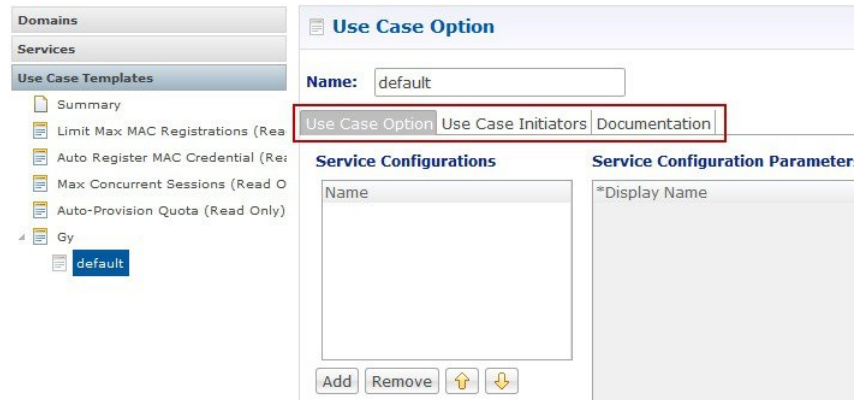 Domains
Services
Use Case Templates
Summary
Limit Max MAC Registrations (Rea
Auto Register MAC Credential (Rea
Max Concurrent Sessions (Read O
Auto-Provision Quota (Read Only)
Gy
default
Use Case Option
Name: default
Use Case Option Use Case Initiators Documentation
Service Configurations Service Configuration Parameters
Name *Display Name
Add Remove